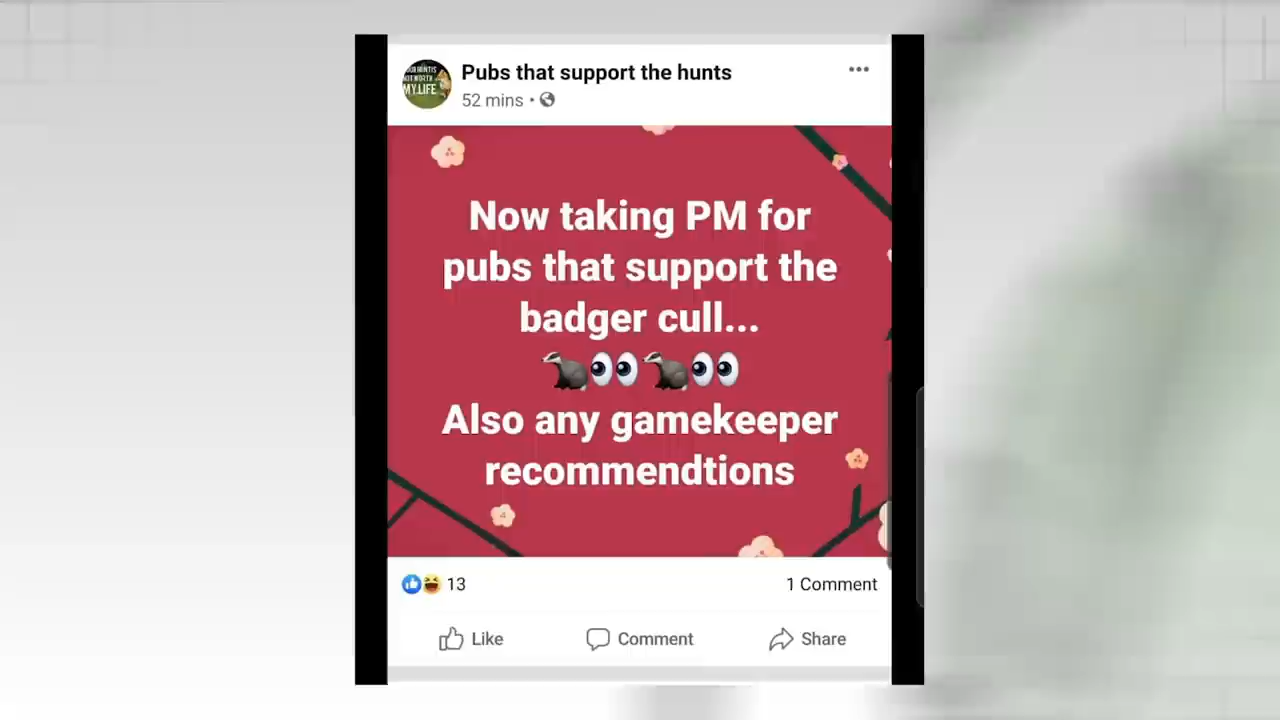 Pubs that support the hunts
52 mins
Now taking PM for
pubs that support the
badger cull...
🦡👀🦡👀
Also any gamekeeper
recommendtions
13
1 Comment
Like
Comment
Share